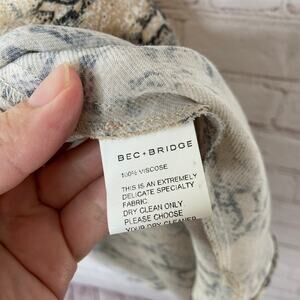 BEC + BRIDGE
100% VISCOSE
THIS IS AN EXTREMELY
DELICATE SPECIALTY
FABRIC
DRY CLEAN ONLY.
PLEASE CHOOSE
YOUR DRY CLEANER